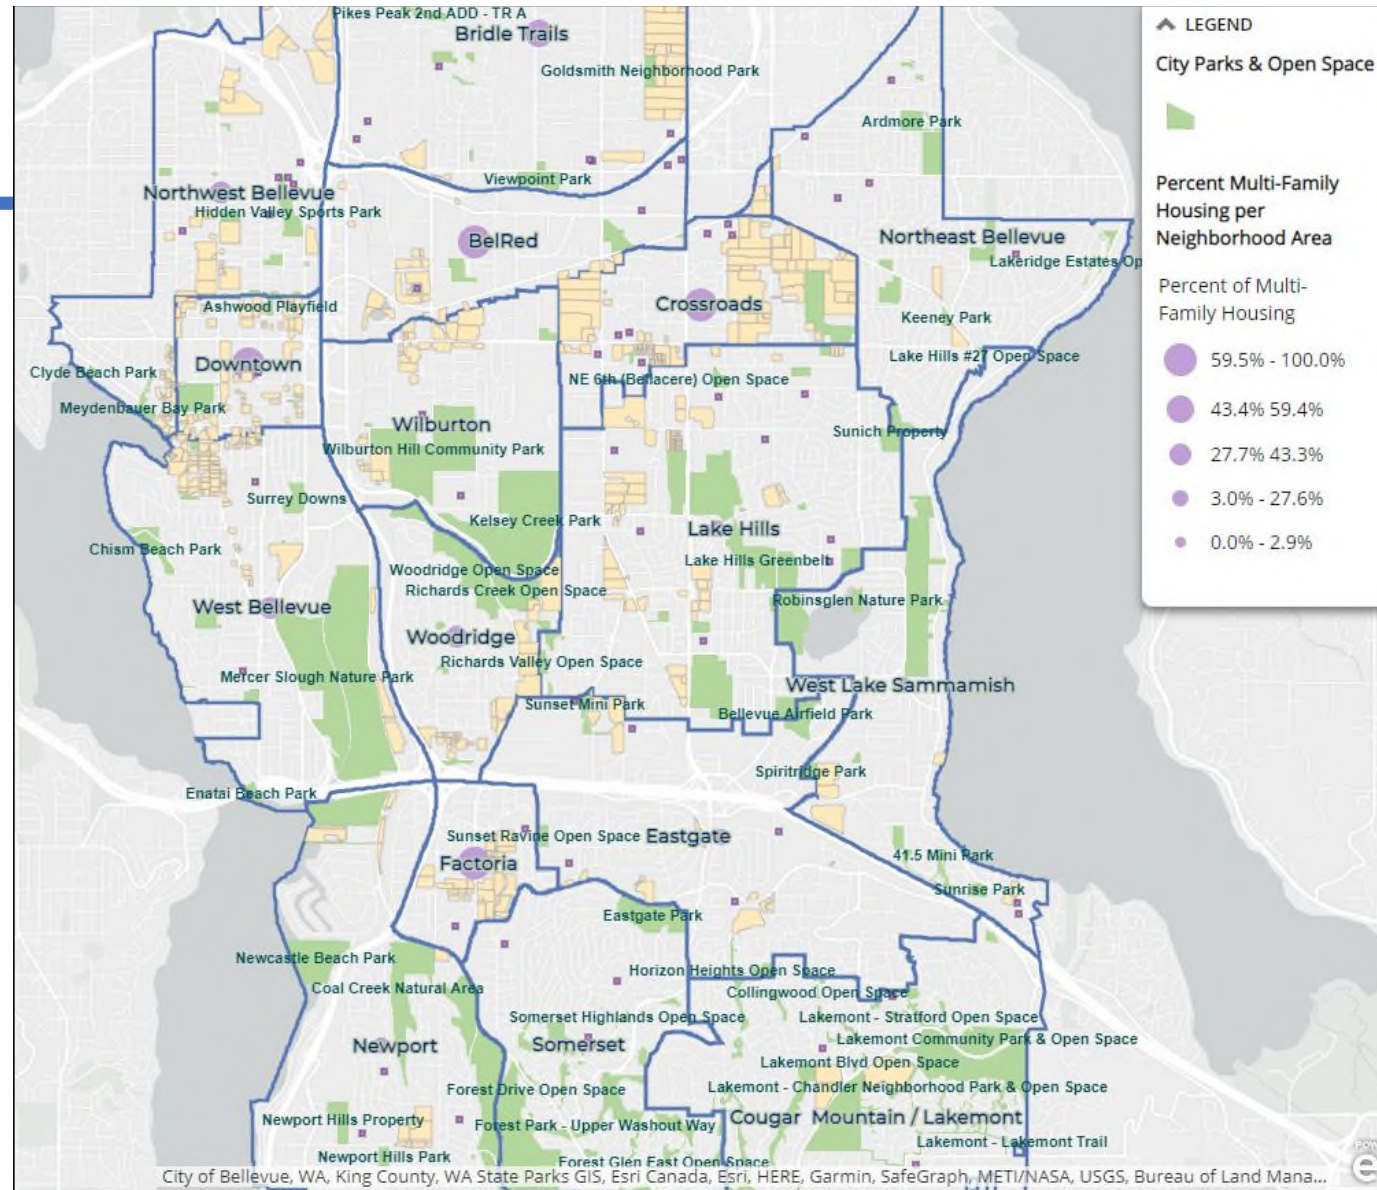 Pikes Peak 2nd ADD - TR A
Bridle Trails
Goldsmith Neighborhood Park
Ardmore Park
Viewpoint Park
Northwest Bellevue
Hidden Valley Sports Park
BelRed
Northeast Bellevue
Lakeridge Estates Op
Ashwood Playfield
Crossroads
Keeney Park
Downtown
Clyde Beach Park
NE 6th (Bellacere) Open Space
Lake Hills #27 Open Space
Meydenbauer Bay Park
Wilburton
Wilburton Hill Community Park
Sunich Property
Surrey Downs
Kelsey Creek Park
Lake Hills
Chism Beach Park
Lake Hills Greenbelt
Woodridge Open Space
Richards Creek Open Space
Robinsglen Nature Park
West Bellevue
Woodridge
Richards Valley Open Space
Mercer Slough Nature Park
West Lake Sammamish
Sunset Mini Park
Bellevue Airfield Park
Spiritridge Park
Enatai Beach Park
Sunset Ravine Open Space
Eastgate
Factoria
41.5 Mini Park
Sunrise Park
Eastgate Park
Newcastle Beach Park
Horizon Heights Open Space
Coal Creek Natural Area
Collingwood Open Space
Somerset Highlands Open Space
Lakemont - Stratford Open Space
Newport
Somerset
Lakemont Community Park & Open Space
Lakemont Blvd Open Space
Forest Drive Open Space
Lakemont - Chandler Neighborhood Park & Open Space
Newport Hills Property
Forest Park - Upper Washout Way
Cougar Mountain / Lakemont
Lakemont - Lakemont Trail
Newport Hills Park
Forest Glen East Open Space
City of Bellevue, WA, King County, WA State Parks GIS, Esri Canada, Esri, HERE, Garmin, SafeGraph, METI/NASA, USGS, Bureau of Land Mana...
LEGEND
City Parks & Open Space
Percent Multi-Family
Housing per
Neighborhood Area
Percent of Multi-
Family Housing
59.5% - 100.0%
43.4% 59.4%
27.7% 43.3%
3.0% - 27.6%
0.0% - 2.9%